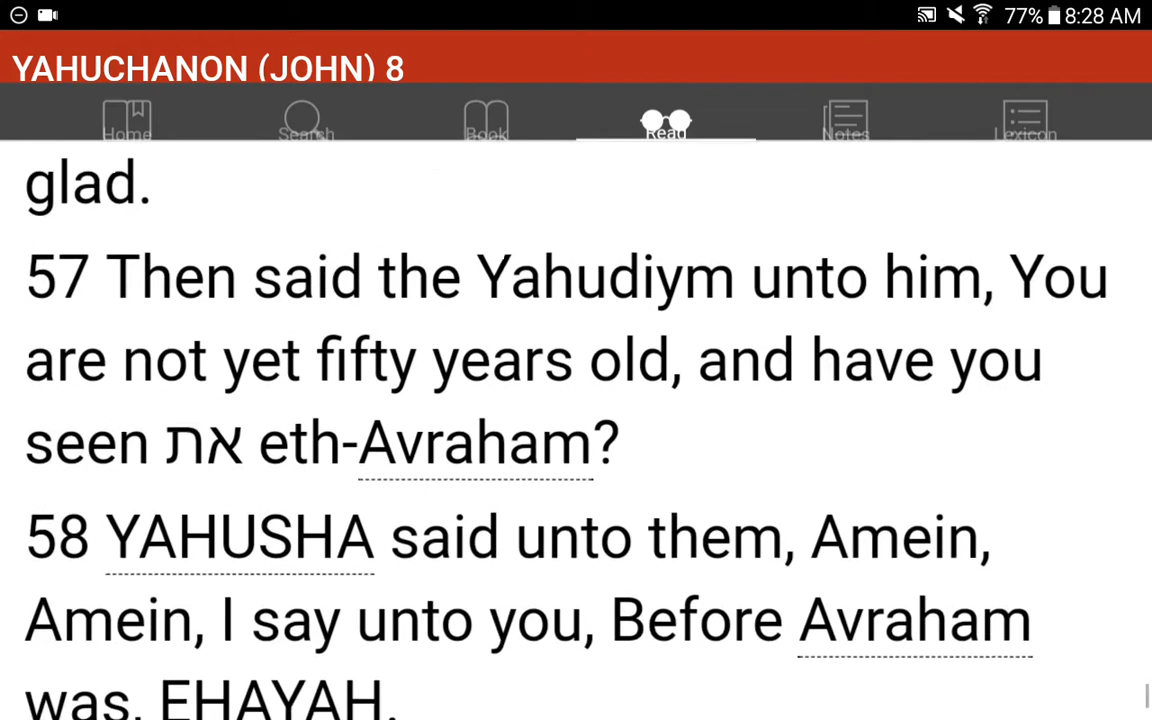 77% 8:28 AM
YAHUCHANON (JOHN) 8
Home Search Book Read Notes Lexicon
glad.
57 Then said the Yahudiym unto him, You
are not yet fifty years old, and have you
seen את eth-Avraham?
58 YAHUSHA said unto them, Amein,
Amein, I say unto you, Before Avraham
was, EHAYAH.